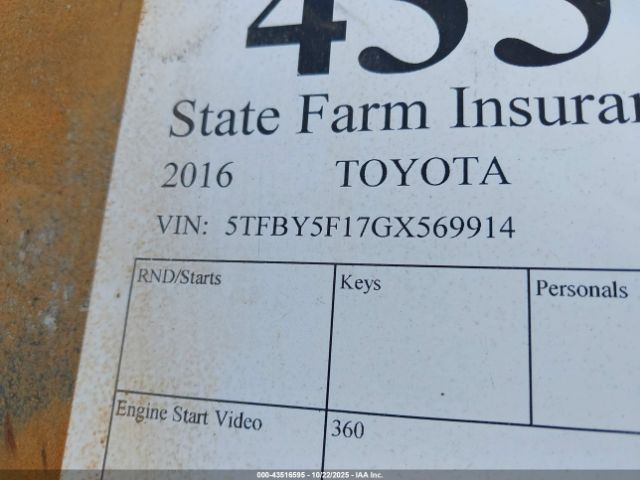 State Farm Insuran
2016 TOYOTA
VIN: 5TFBY5F17GX569914
RND/Starts Keys Personals
Engine Start Video 360
000-43516595 - 10/22/2025 - IAA Inc.